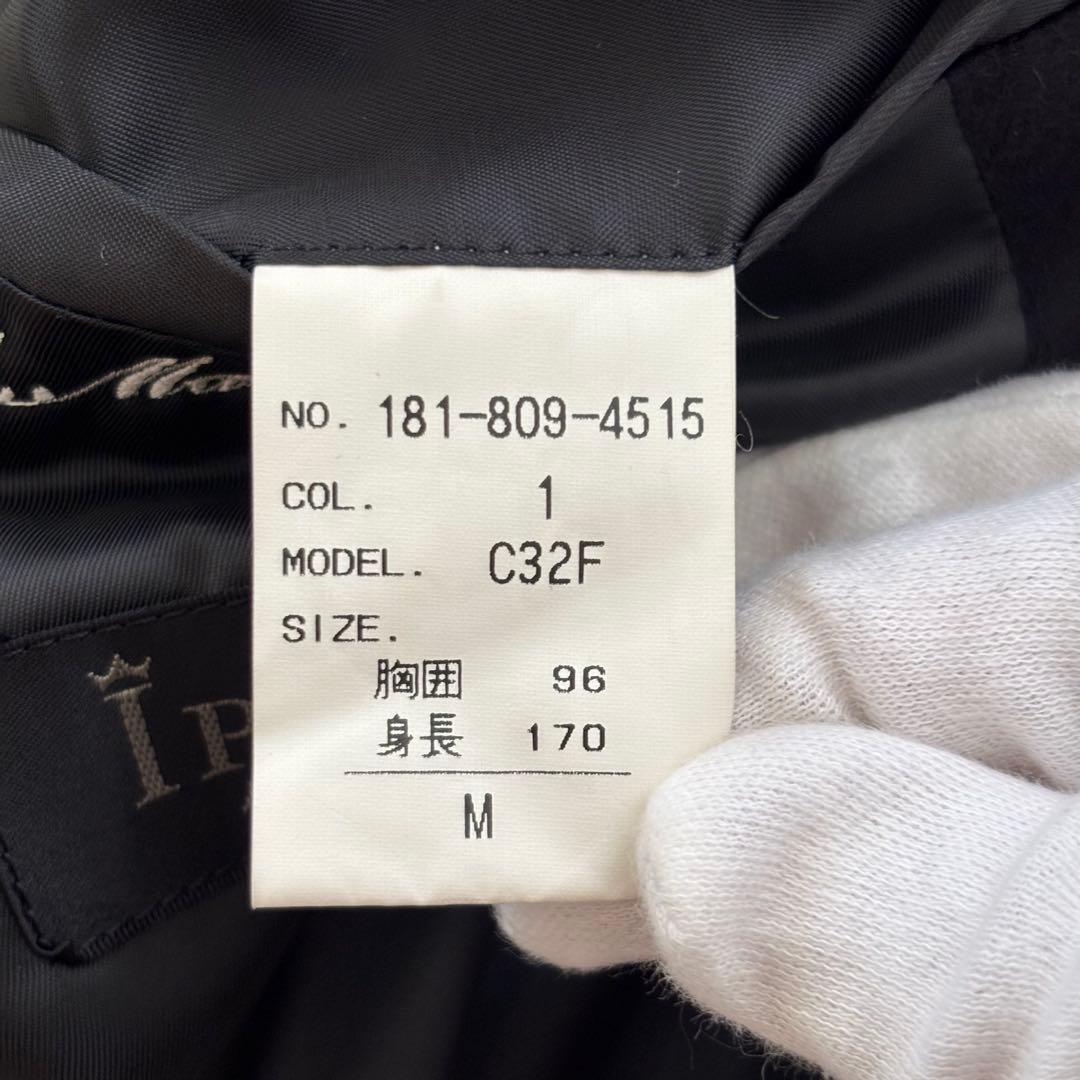 NO. 181-809-4515
COL. 1
MODEL. C32F
SIZE.
胸囲 96
身長 170
M